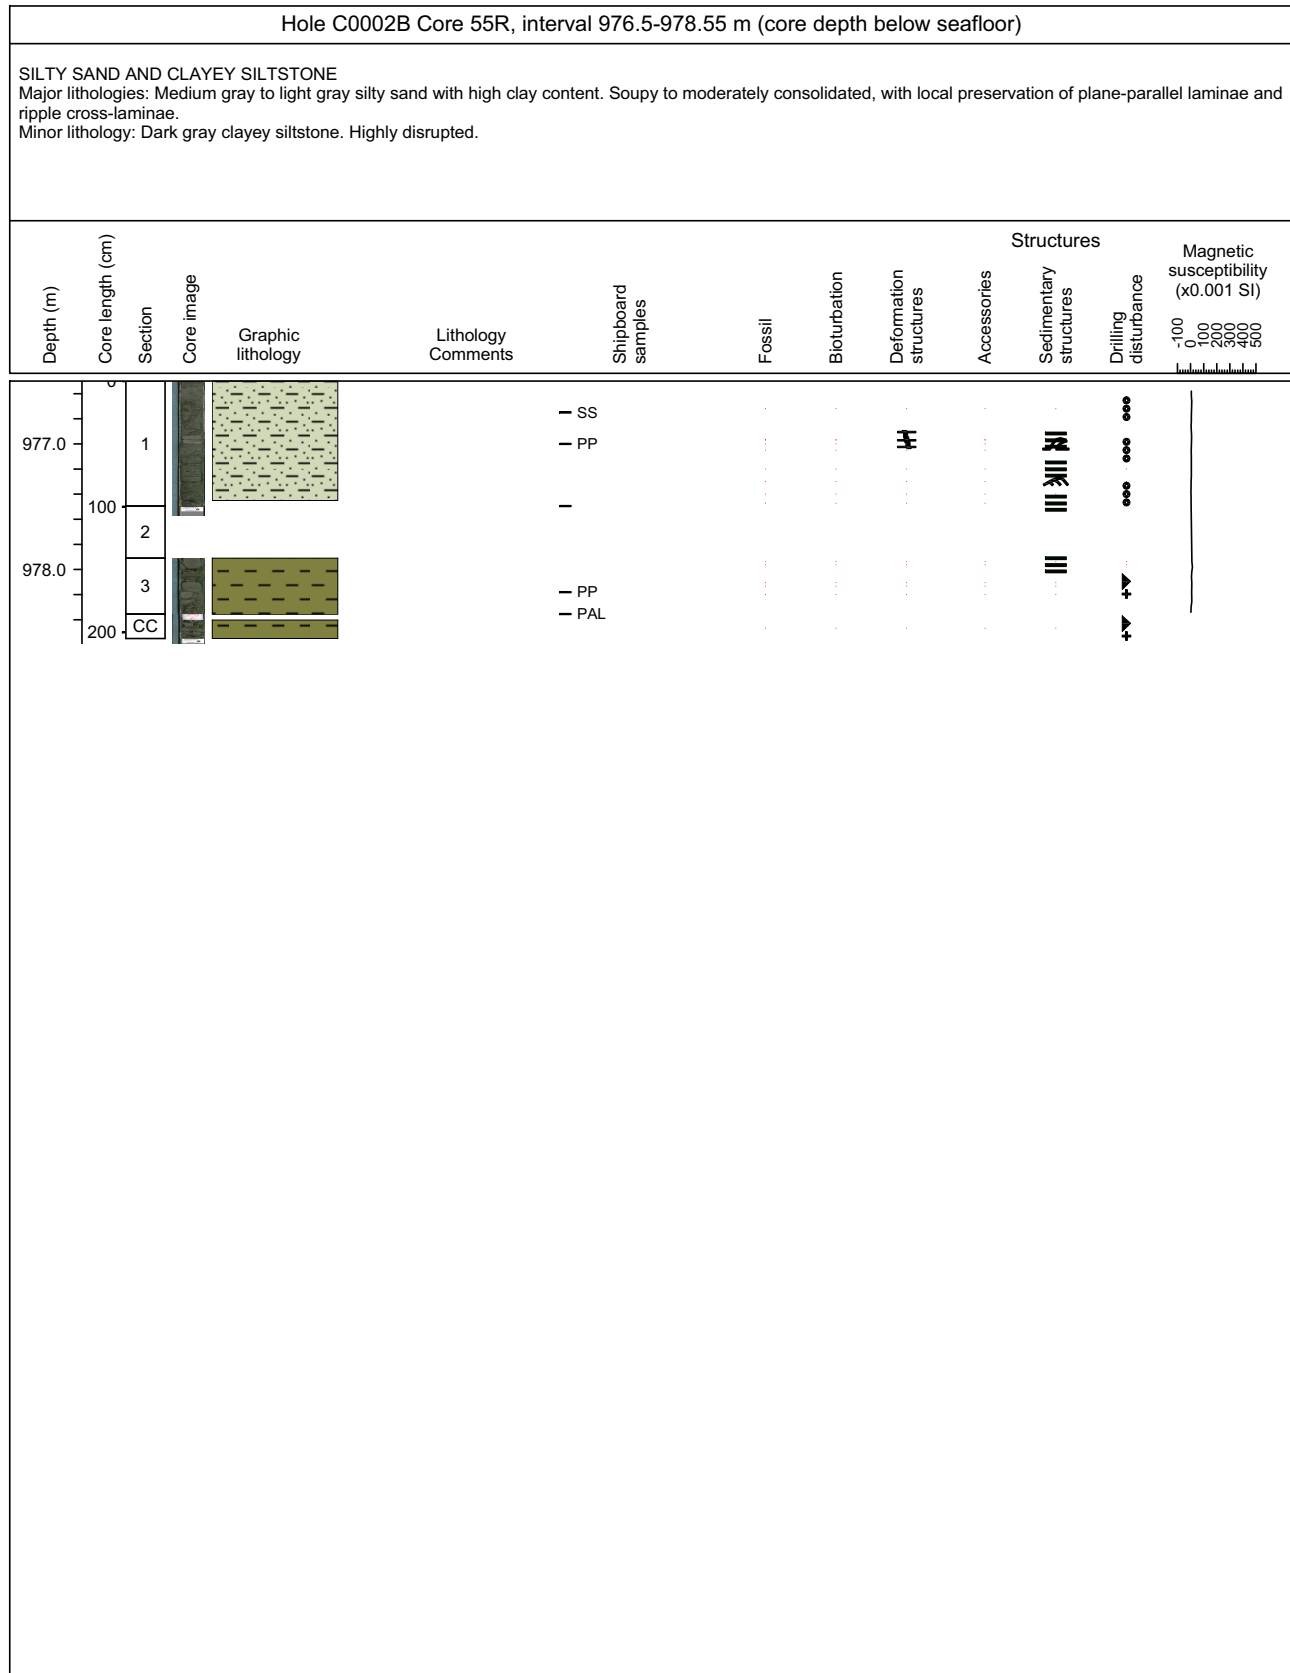 Hole C0002B Core 55R, interval 976.5-978.55 m (core depth below seafloor)
SILTY SAND AND CLAYEY SILTSTONE
Major lithologies: Medium gray to light gray silty sand with high clay content. Soupy to moderately consolidated, with local preservation of plane-parallel laminae and
ripple cross-laminae.
Minor lithology: Dark gray clayey siltstone. Highly disrupted.
Depth (m)
Core length (cm)
Section
Core image
Graphic
lithology
Lithology
Comments
Shipboard
samples
Fossil
Bioturbation
Structures
Deformation
structures
Accessories
Sedimentary
structures
Drilling
disturbance
Magnetic
susceptibility
(x0.001 SI)
-100
0
100
200
300
400
500
0
SS
977.0
1
PP
100
2
978.0
3
PP
PAL
CC
200